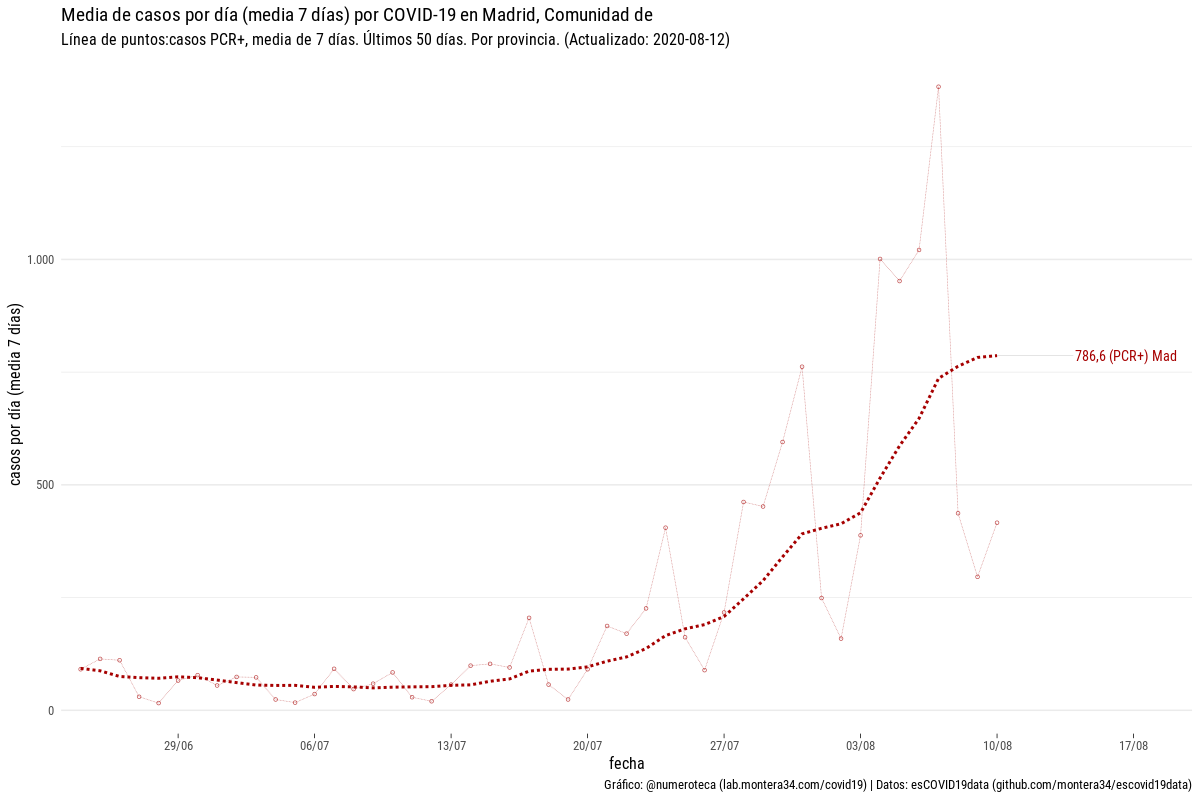 Media de casos por día (media 7 días) por COVID-19 en Madrid, Comunidad de
Línea de puntos:casos PCR+, media de 7 días. Últimos 50 días. Por provincia. (Actualizado: 2020-08-12)
casos por día (media 7 días)
1.000
500
0
786,6 (PCR+) Mad
29/06
06/07
13/07
20/07
27/07
03/08
10/08
17/08
fecha
Gráfico: @numeroteca (lab.montera34.com/covid19) | Datos: esCOVID19data (github.com/montera34/escovid19data)